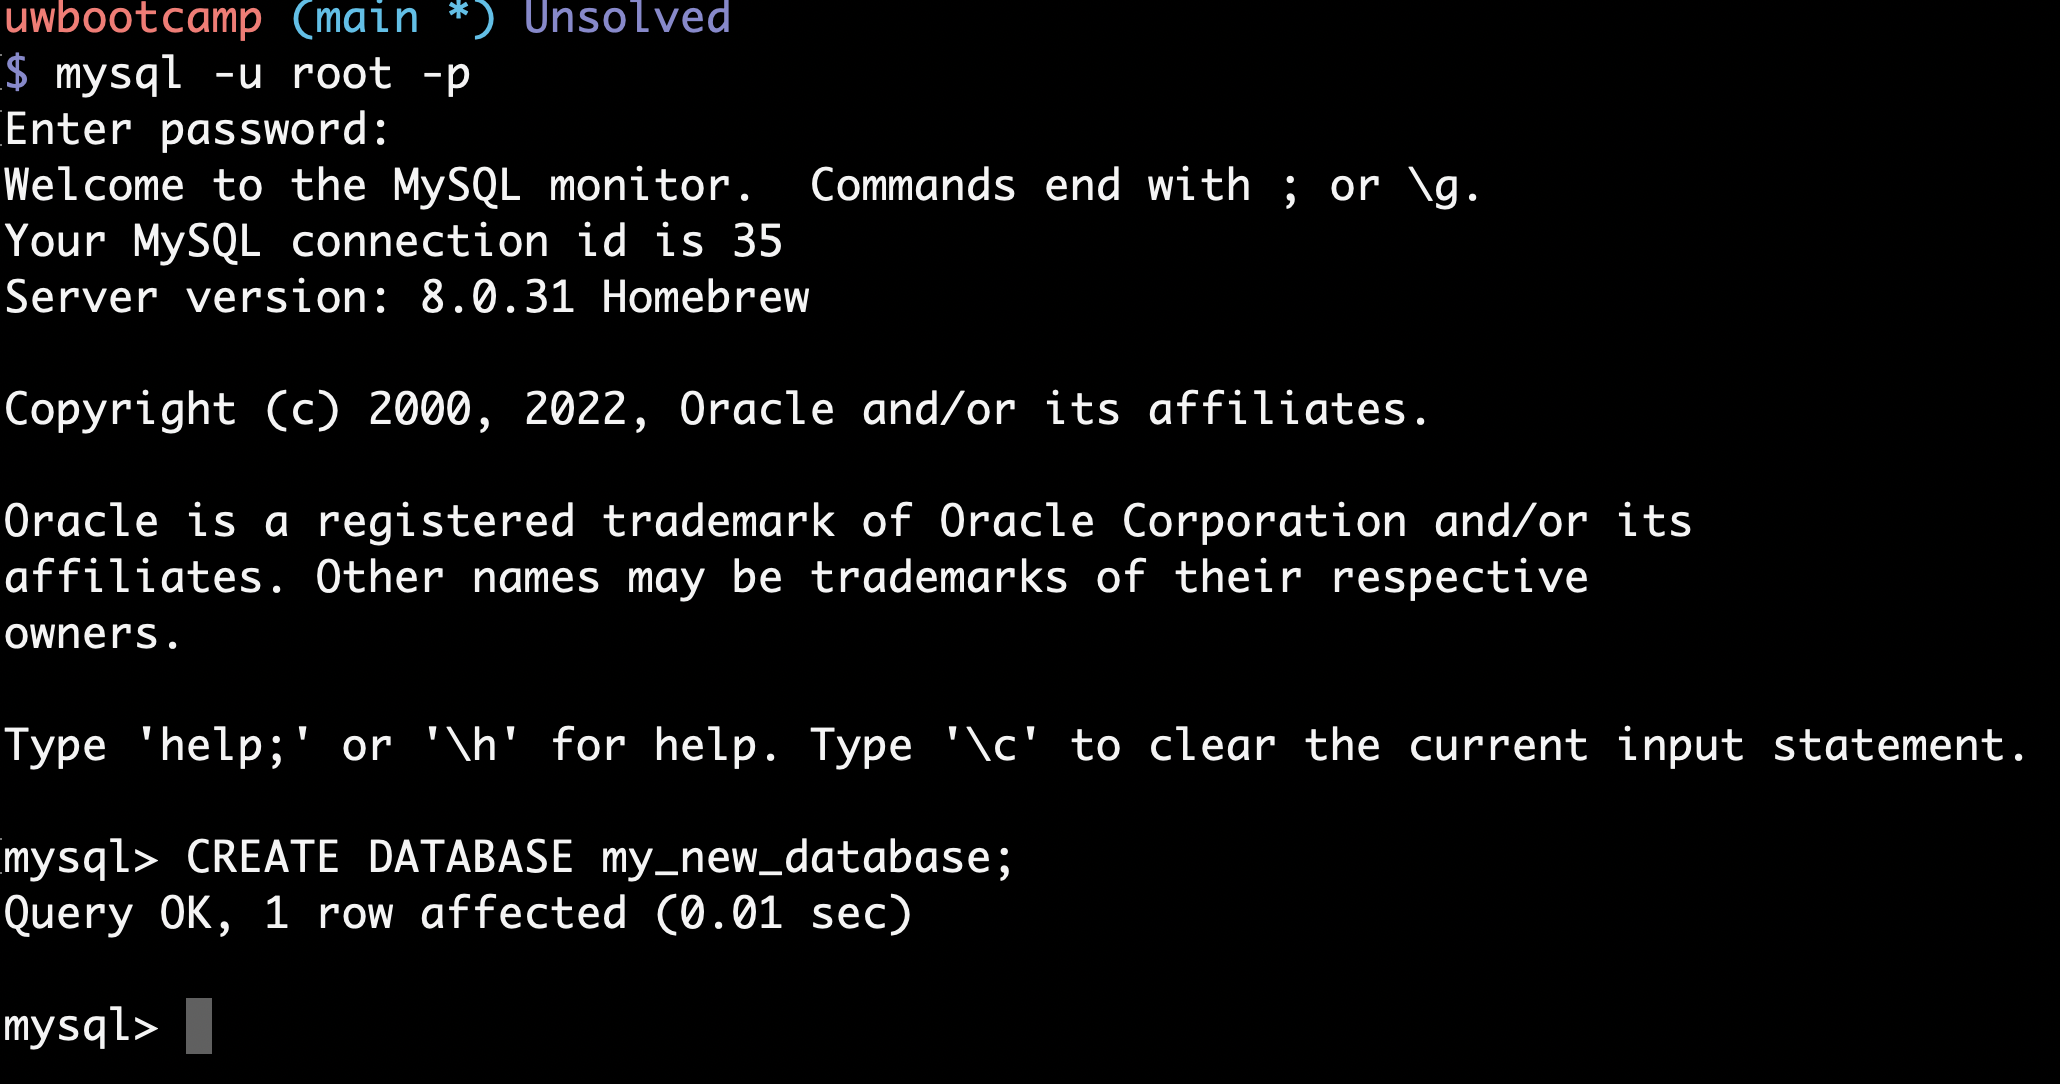 uwbootcamp (main *) Unsolved
$ mysql -u root -p
Enter password:
Welcome to the MySQL monitor.  Commands end with ; or \g.
Your MySQL connection id is 35
Server version: 8.0.31 Homebrew
Copyright (c) 2000, 2022, Oracle and/or its affiliates.
Oracle is a registered trademark of Oracle Corporation and/or its
affiliates. Other names may be trademarks of their respective
owners.
Type 'help;' or '\h' for help. Type '\c' to clear the current input statement.
mysql> CREATE DATABASE my_new_database;
Query OK, 1 row affected (0.01 sec)
mysql>